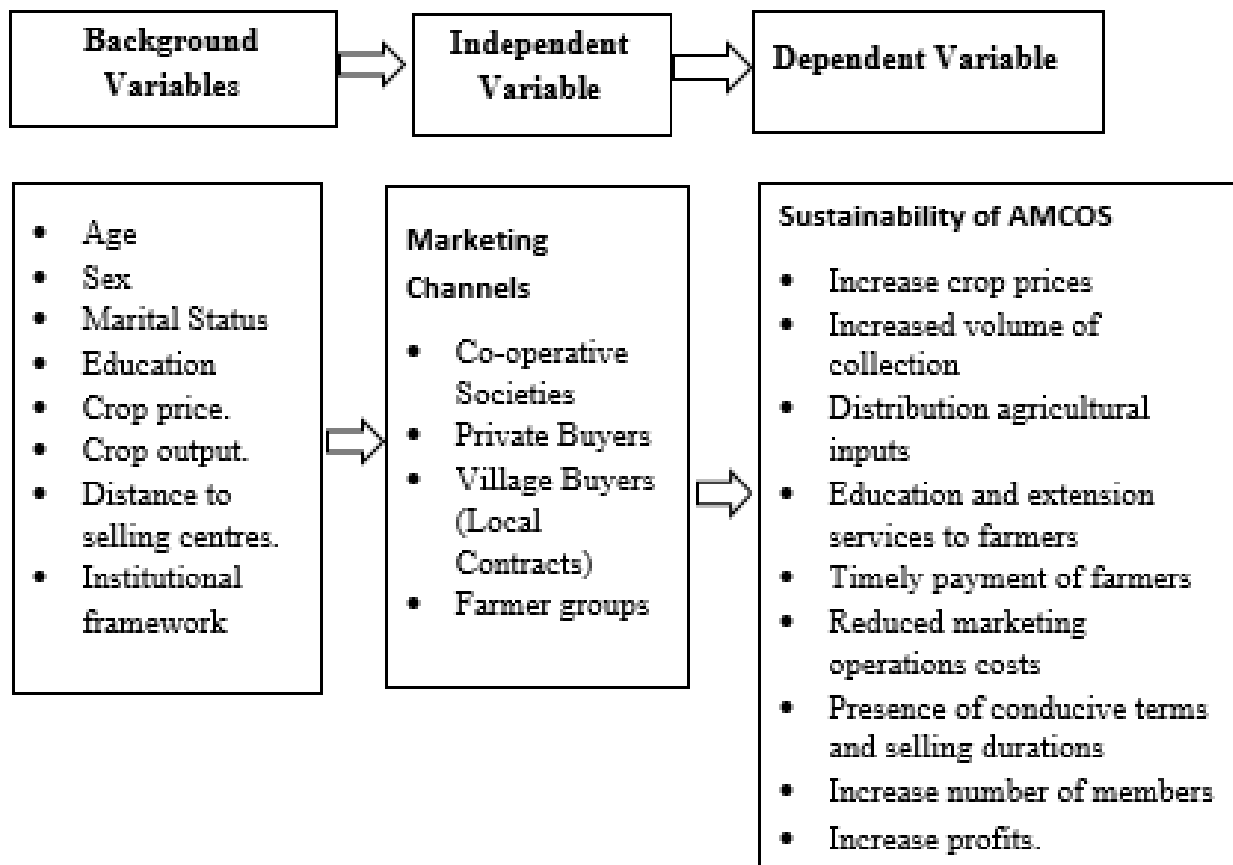 Background
Variables
Independent
Variable
Dependent Variable
• Age
• Sex
• Marital Status
• Education
• Crop price.
• Crop output.
• Distance to
selling centres.
• Institutional
framework
Marketing
Channels
• Co-operative
Societies
• Private Buyers
• Village Buyers
(Local
Contracts)
• Farmer groups
Sustainability of AMCOS
• Increase crop prices
• Increased volume of
collection
• Distribution agricultural
inputs
• Education and extension
services to farmers
• Timely payment of farmers
• Reduced marketing
operations costs
• Presence of conducive terms
and selling durations
• Increase number of members
• Increase profits.